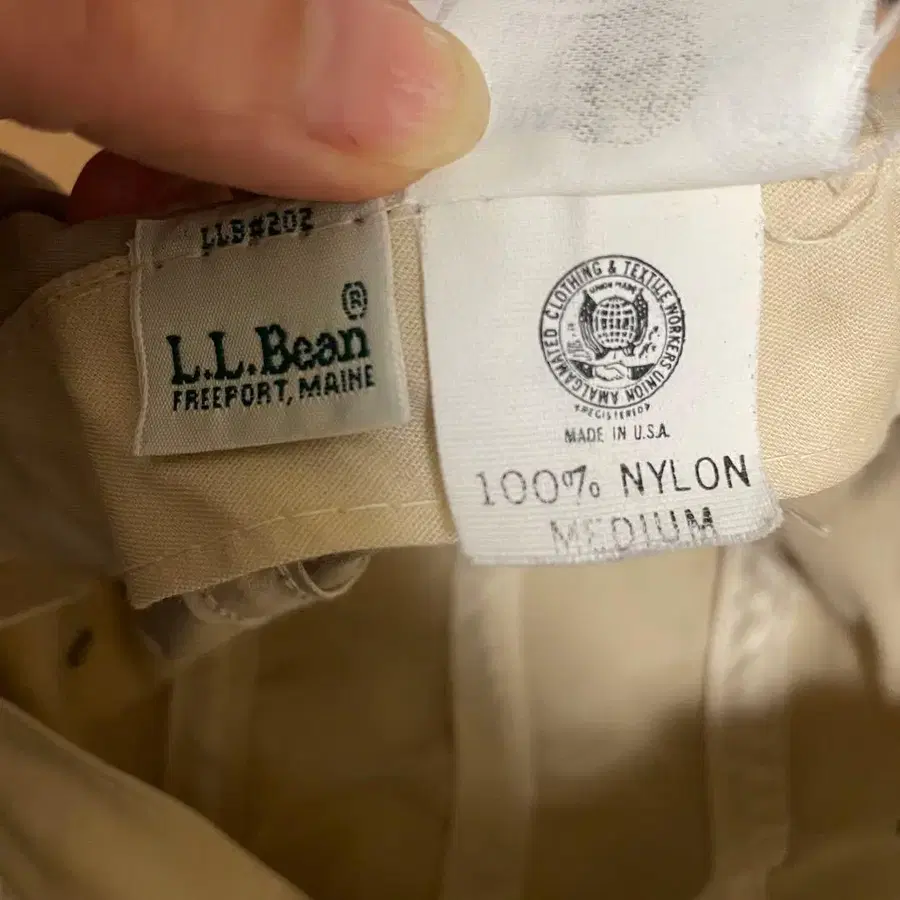 LLB#202
L.L.Bean®
FREEPORT, MAINE
AMALGAMATED CLOTHING & TEXTILE WORKERS UNION
UNION MADE
REGISTERED
MADE IN U.S.A.
100% NYLON
MEDIUM